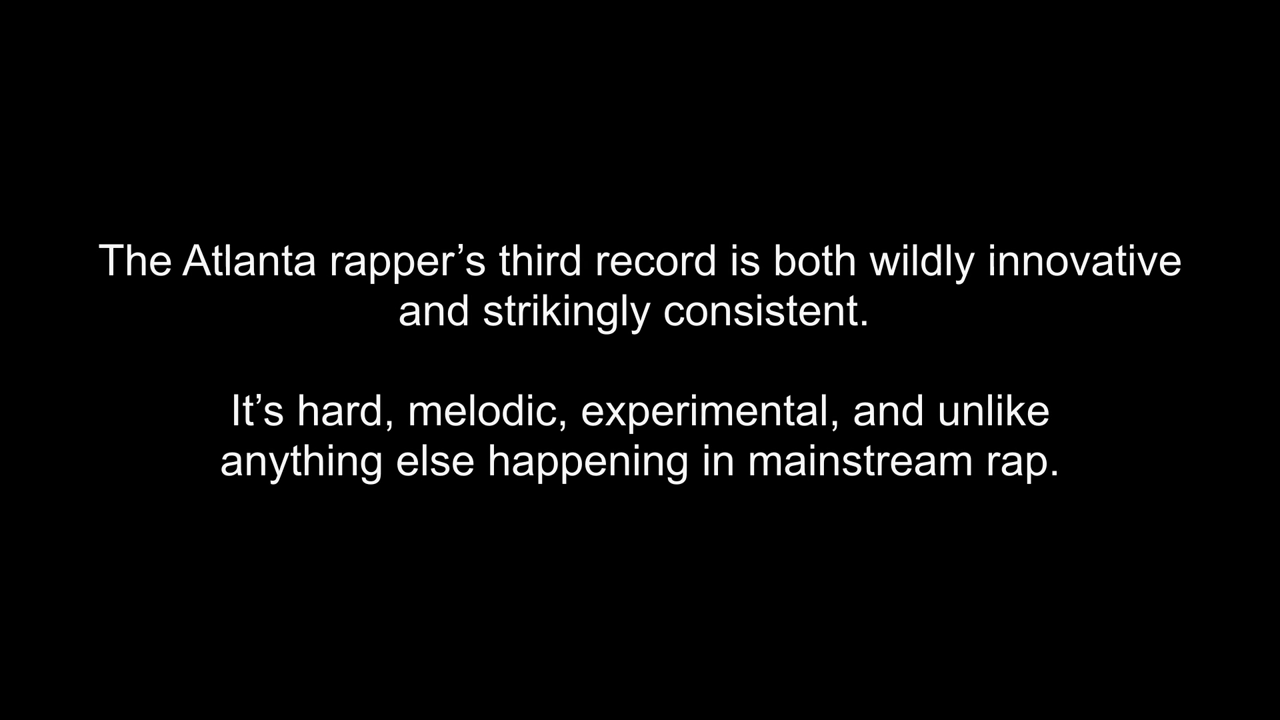 The Atlanta rapper’s third record is both wildly innovative
and strikingly consistent.
It’s hard, melodic, experimental, and unlike
anything else happening in mainstream rap.